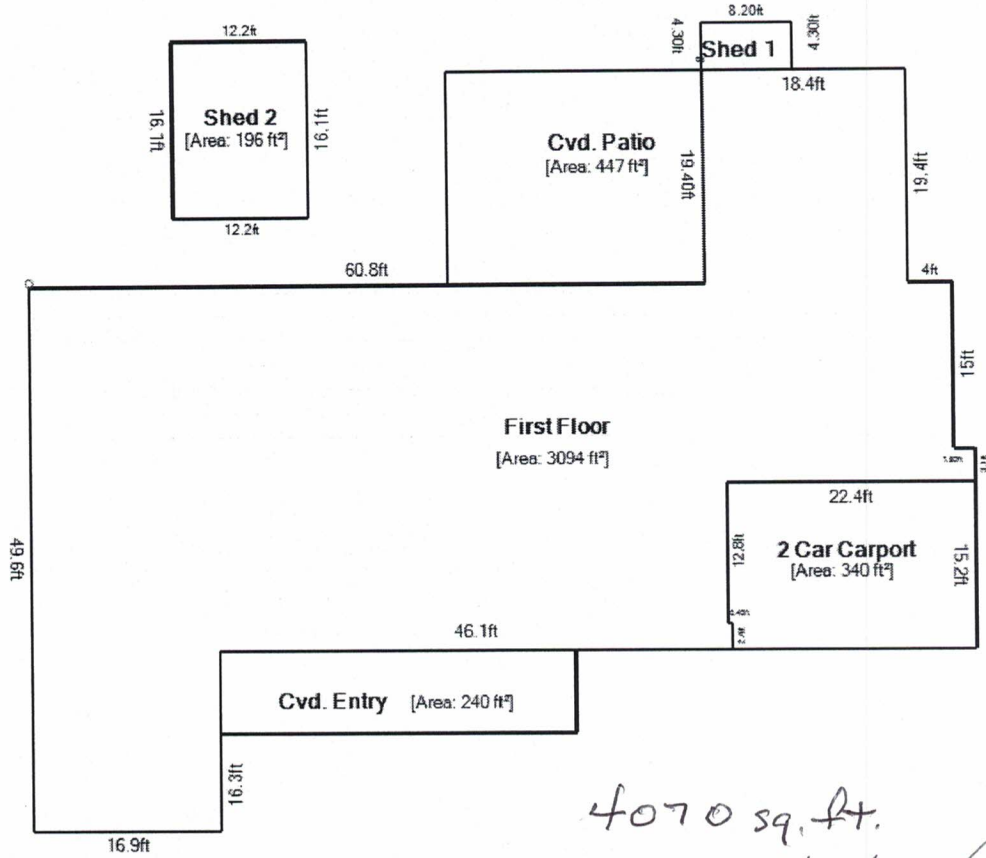 8.20ft
4.30ft
Shed 1
4.30ft
12.2ft
18.4ft
16.1ft
Shed 2
[Area: 196 ft²]
16.1ft
Cvd. Patio
[Area: 447 ft²]
19.40ft
19.4ft
12.2ft
60.8ft
4ft
15ft
First Floor
[Area: 3094 ft²]
22.4ft
49.6ft
12.8ft
2 Car Carport
[Area: 340 ft²]
15.2ft
46.1ft
Cvd. Entry [Area: 240 ft²]
16.3ft
16.9ft
4070 sq. ft.